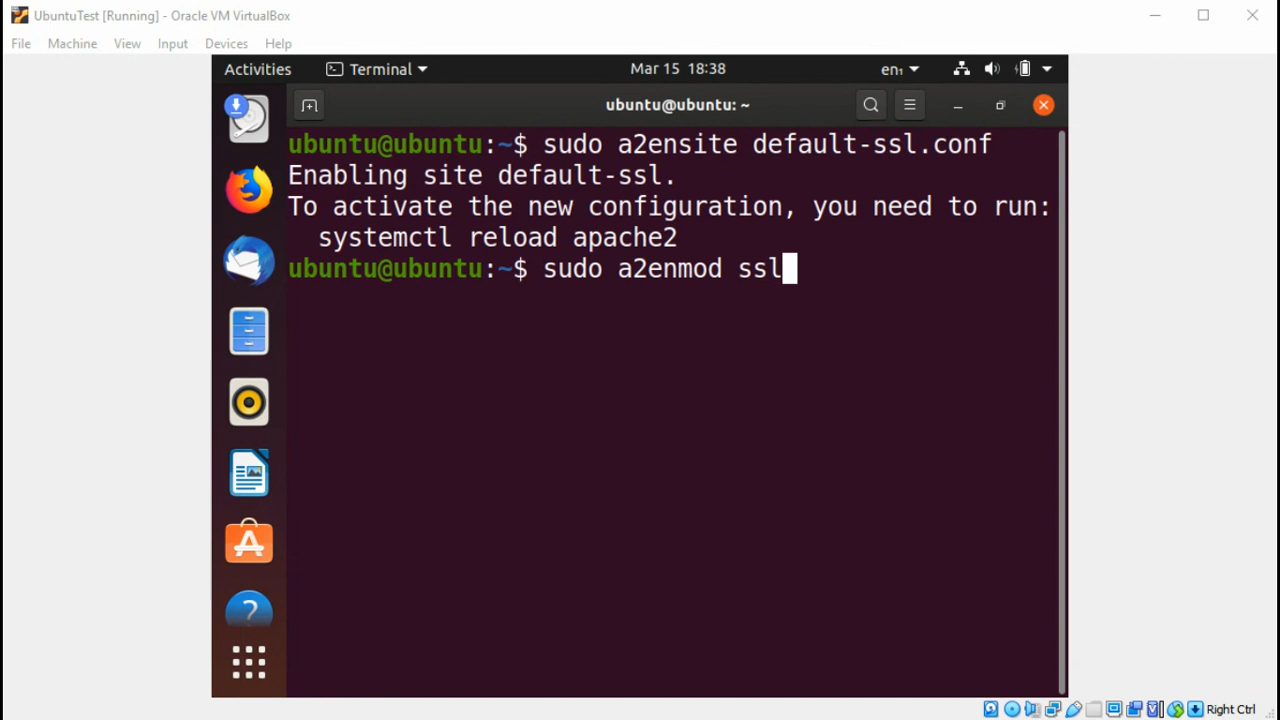 UbuntuTest [Running] - Oracle VM VirtualBox
File Machine View Input Devices Help
Activities Terminal Mar 15 18:38 en₁
ubuntu@ubuntu: ~
ubuntu@ubuntu:~$ sudo a2ensite default-ssl.conf
Enabling site default-ssl.
To activate the new configuration, you need to run:
  systemctl reload apache2
ubuntu@ubuntu:~$ sudo a2enmod ssl
Right Ctrl